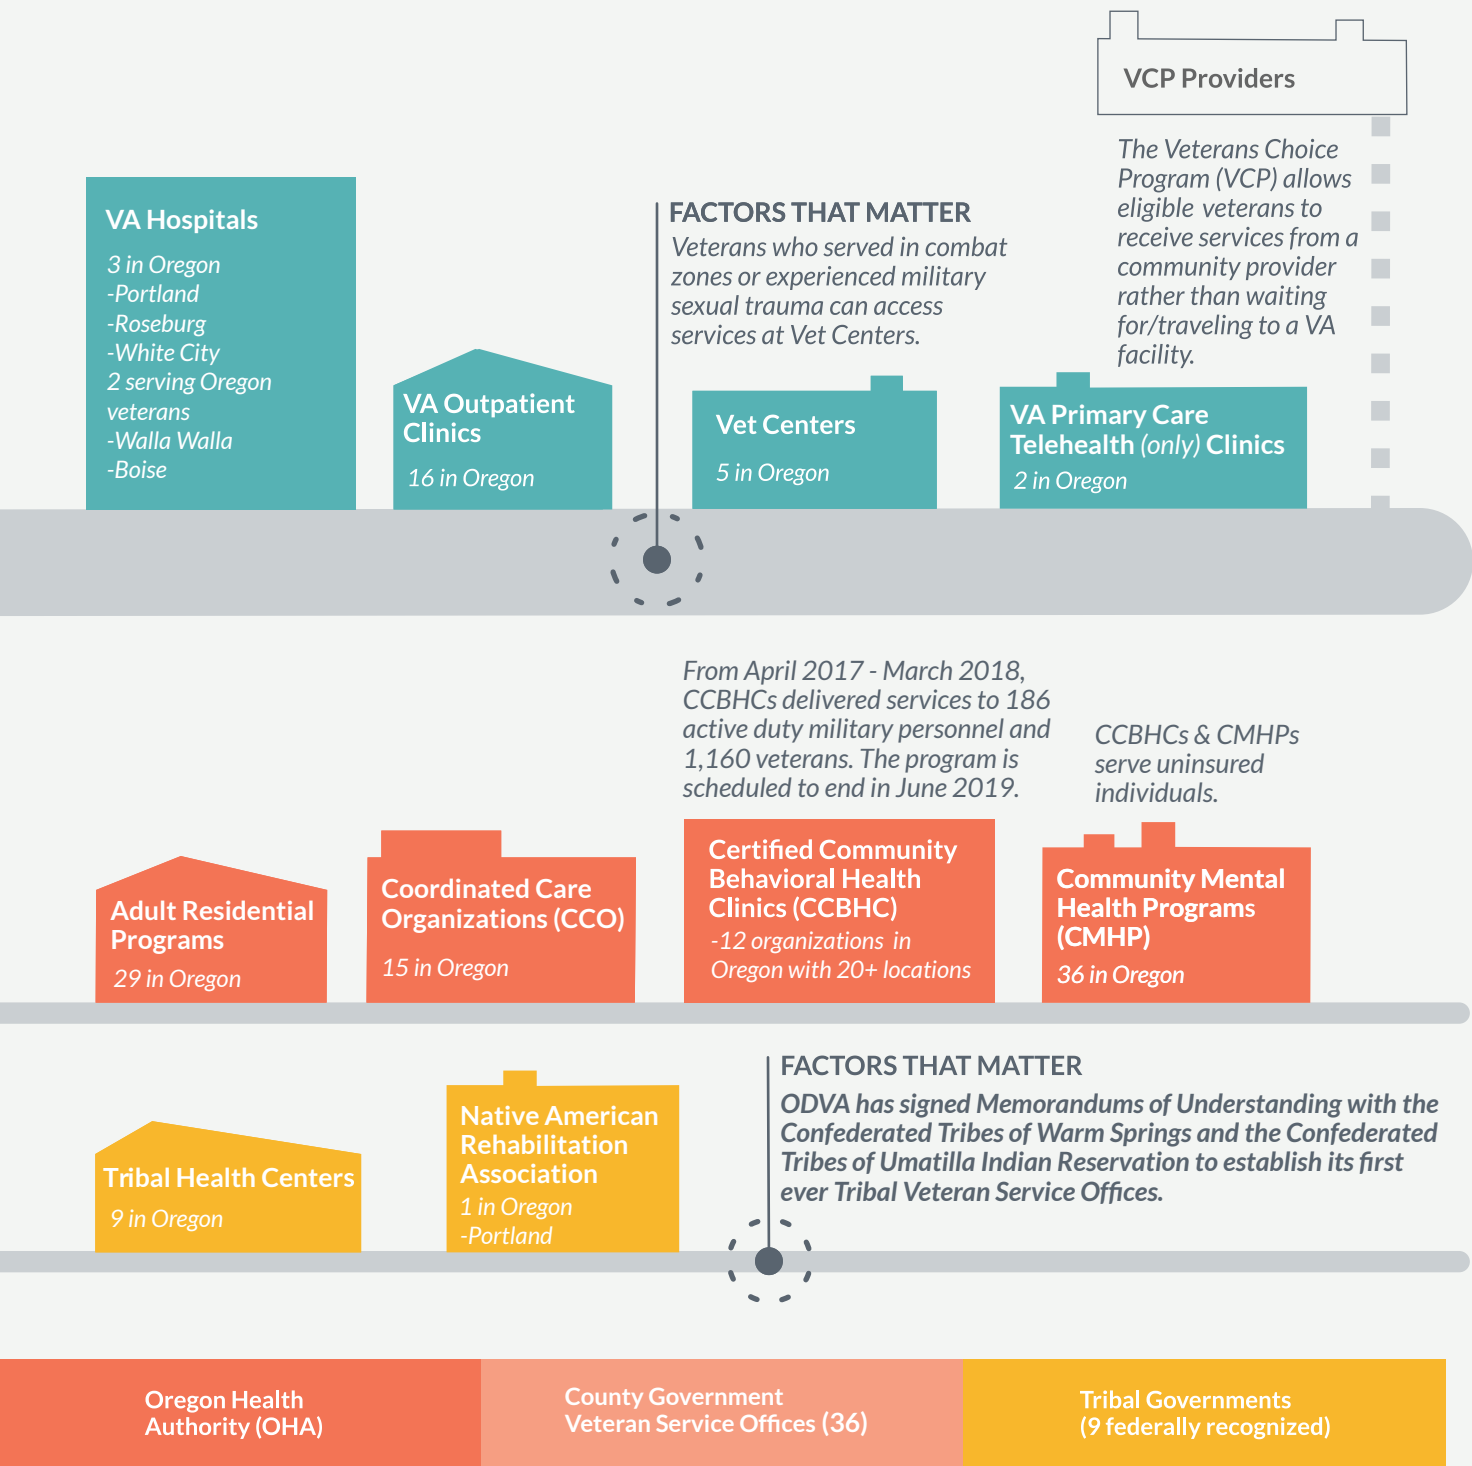 VCP Providers
The Veterans Choice
Program (VCP) allows
eligible veterans to
receive services from a
community provider
rather than waiting
for/traveling to a VA
facility.
VA Hospitals
3 in Oregon
-Portland
-Roseburg
-White City
2 serving Oregon
veterans
-Walla Walla
-Boise
VA Outpatient
Clinics
16 in Oregon
FACTORS THAT MATTER
Veterans who served in combat
zones or experienced military
sexual trauma can access
services at Vet Centers.
Vet Centers
5 in Oregon
VA Primary Care
Telehealth (only) Clinics
2 in Oregon
From April 2017 - March 2018,
CCBHCs delivered services to 186
active duty military personnel and
1,160 veterans. The program is
scheduled to end in June 2019.
CCBHCs & CMHPs
serve uninsured
individuals.
Adult Residential
Programs
29 in Oregon
Coordinated Care
Organizations (CCO)
15 in Oregon
Certified Community
Behavioral Health
Clinics (CCBHC)
-12 organizations in
Oregon with 20+ locations
Community Mental
Health Programs
(CMHP)
36 in Oregon
Tribal Health Centers
9 in Oregon
Native American
Rehabilitation
Association
1 in Oregon
-Portland
FACTORS THAT MATTER
ODVA has signed Memorandums of Understanding with the
Confederated Tribes of Warm Springs and the Confederated
Tribes of Umatilla Indian Reservation to establish its first
ever Tribal Veteran Service Offices.
Oregon Health
Authority (OHA)
County Government
Veteran Service Offices (36)
Tribal Governments
(9 federally recognized)